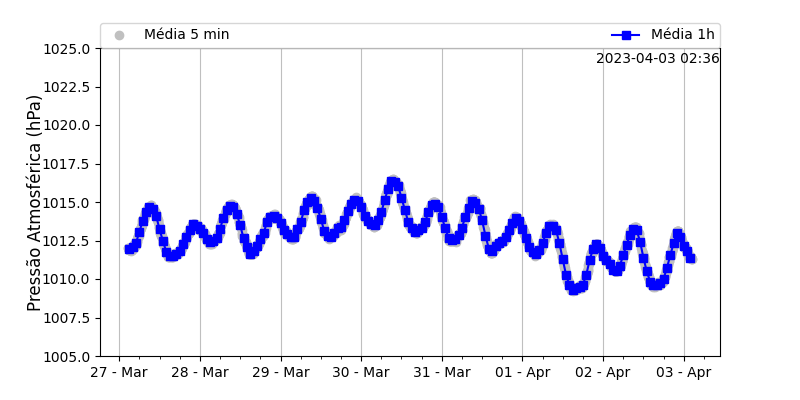 Média 5 min
Média 1h
2023-04-03 02:36
Pressão Atmosférica (hPa)
1025.0
1022.5
1020.0
1017.5
1015.0
1012.5
1010.0
1007.5
1005.0
27 - Mar
28 - Mar
29 - Mar
30 - Mar
31 - Mar
01 - Apr
02 - Apr
03 - Apr